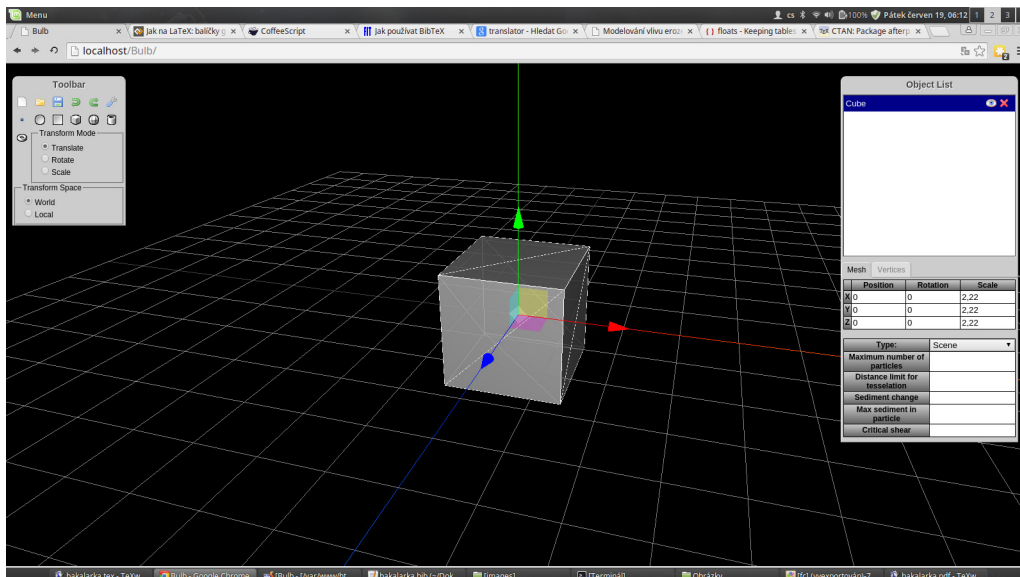 Menu
cs 100% Pátek červen 19, 06:12 1 2 3
Bulb × Jak na LaTeX: balíčky g × CoffeeScript × Jak používat BibTeX × translator - Hledat Go × Modelování vlivu eroz × floats - Keeping tables × CTAN: Package afterp ×
localhost/Bulb/
Toolbar
Transform Mode
Translate
Rotate
Scale
Transform Space
World
Local
Object List
Cube
Mesh Vertices
Position Rotation Scale
X 0 0 2,22
Y 0 0 2,22
Z 0 0 2,22
Type: Scene
Maximum number of
particles
Distance limit for
tesselation
Sediment change
Max sediment in
particle
Critical shear
bakalarka.tex - TeXw Bulb - Google Chrome [Bulb - [/var/www/ht bakalarka.bib (~/Dok [images] [Terminál] Obrázky [fc] (vyexportování)-7 bakalarka.pdf - TeXw